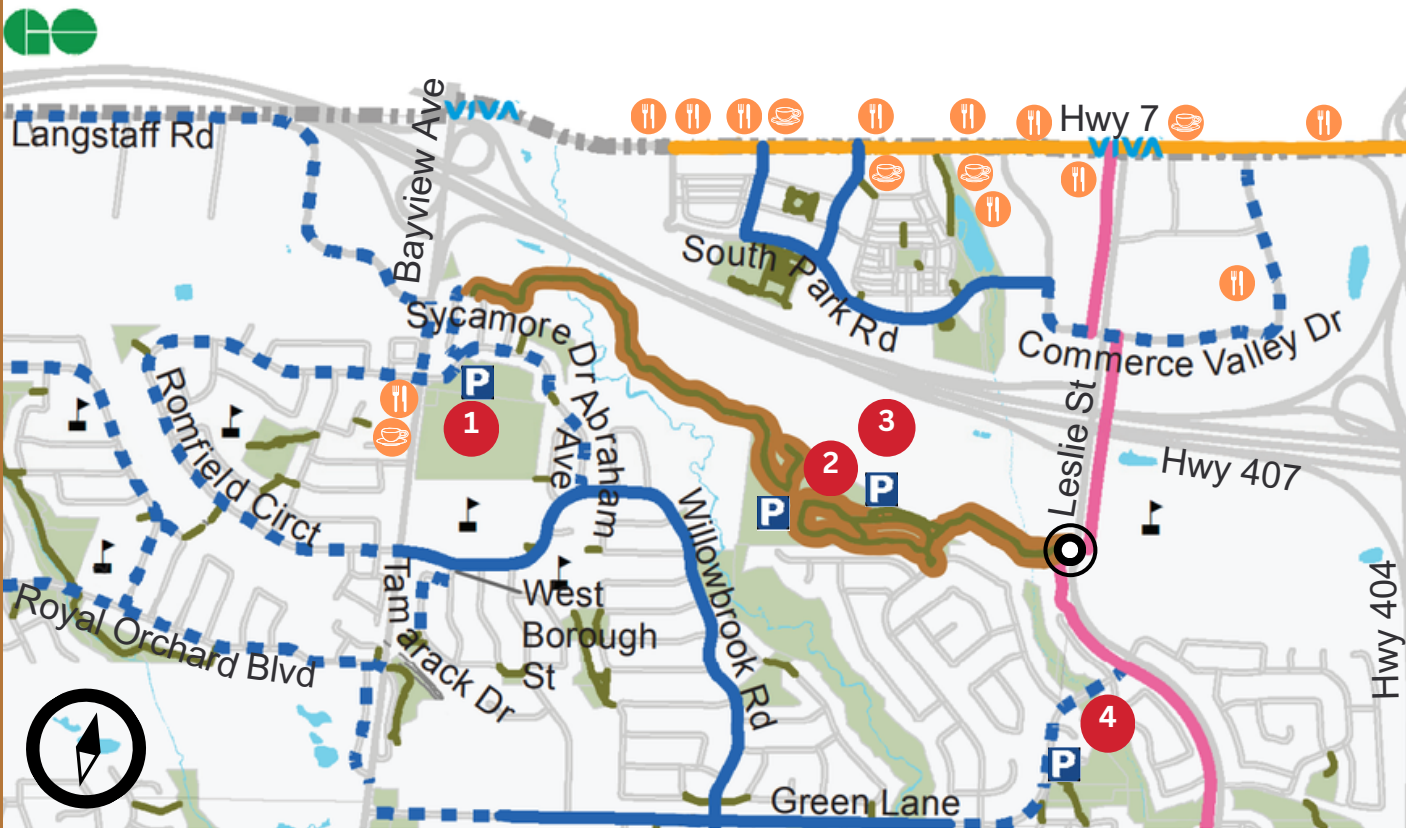 GO
Bayview Ave
VIVA
Hwy 7
VIVA
Langstaff Rd
South Park Rd
Sycamore Dr
Commerce Valley Dr
Leslie St
Hwy 407
Romfield Circt
P
1
Abraham
Ave
2
3
P
P
Willowbrook Rd
Hwy 404
Royal Orchard Blvd
Tamarack Dr
West
Borough
St
4
P
Green Lane